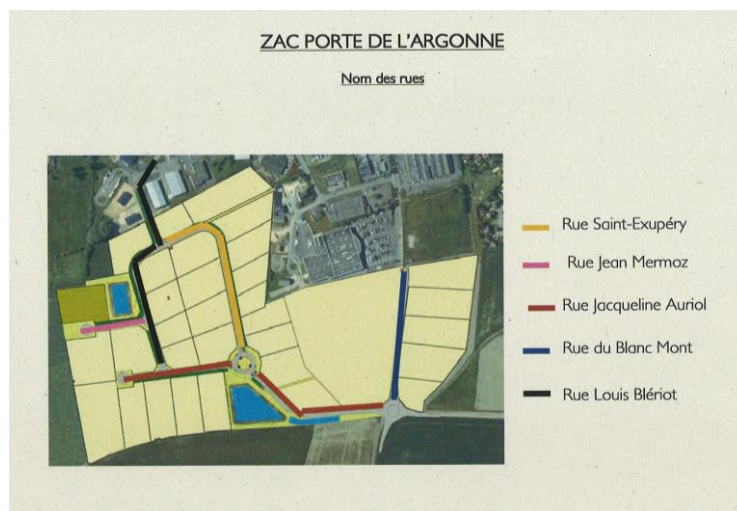 ZAC PORTE DE L'ARGONNE
Nom des rues
Rue Saint-Exupéry
Rue Jean Mermoz
Rue Jacqueline Auriol
Rue du Blanc Mont
Rue Louis Blériot